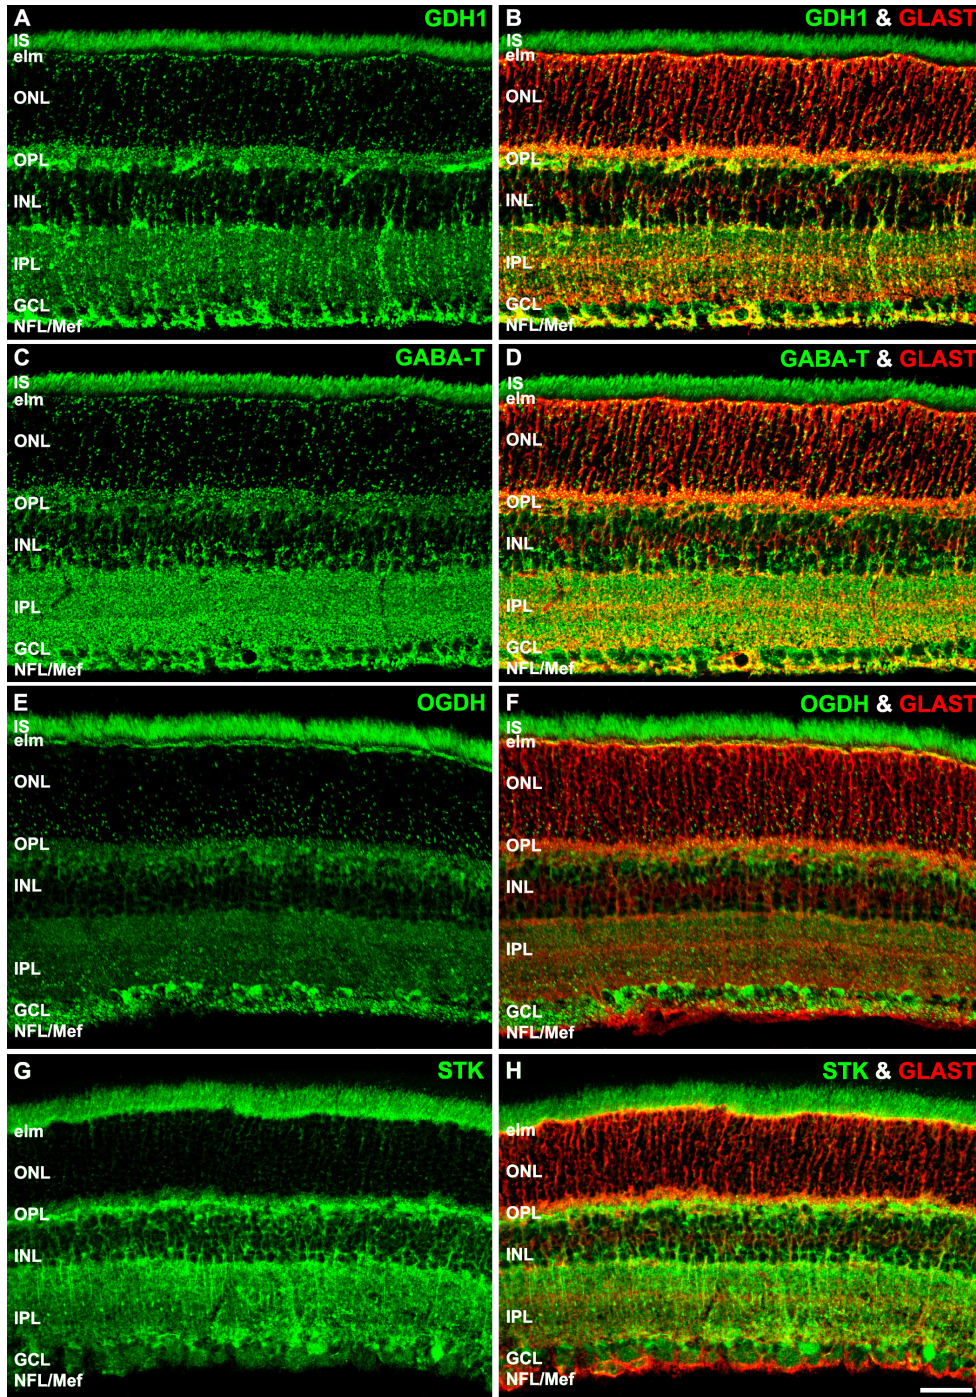 A GDH1
IS
elm
ONL
OPL
INL
IPL
GCL
NFL/Mef
B GDH1 & GLAST
IS
elm
ONL
OPL
INL
IPL
GCL
NFL/Mef
C GABA-T
IS
elm
ONL
OPL
INL
IPL
GCL
NFL/Mef
D GABA-T & GLAST
IS
elm
ONL
OPL
INL
IPL
GCL
NFL/Mef
E OGDH
IS
elm
ONL
OPL
INL
IPL
GCL
NFL/Mef
F OGDH & GLAST
IS
elm
ONL
OPL
INL
IPL
GCL
NFL/Mef
G STK
elm
ONL
OPL
INL
IPL
GCL
NFL/Mef
H STK & GLAST
elm
ONL
OPL
INL
IPL
GCL
NFL/Mef